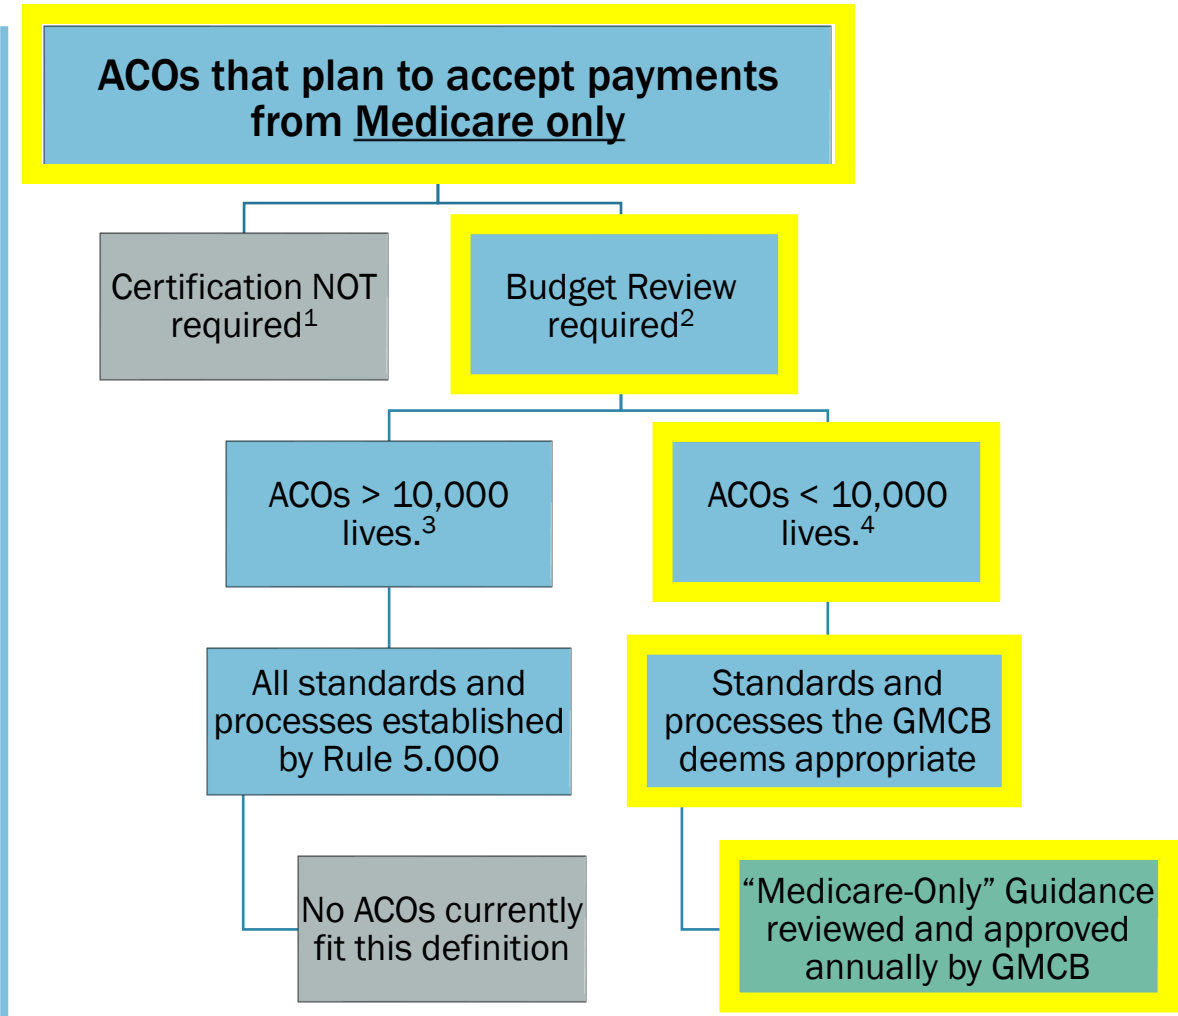 ACOs that plan to accept payments
from Medicare only
Certification NOT
required¹
Budget Review
required²
ACOs > 10,000
lives.³
ACOs < 10,000
lives.⁴
All standards and
processes established
by Rule 5.000
Standards and
processes the GMCB
deems appropriate
No ACOs currently
fit this definition
“Medicare-Only” Guidance
reviewed and approved
annually by GMCB